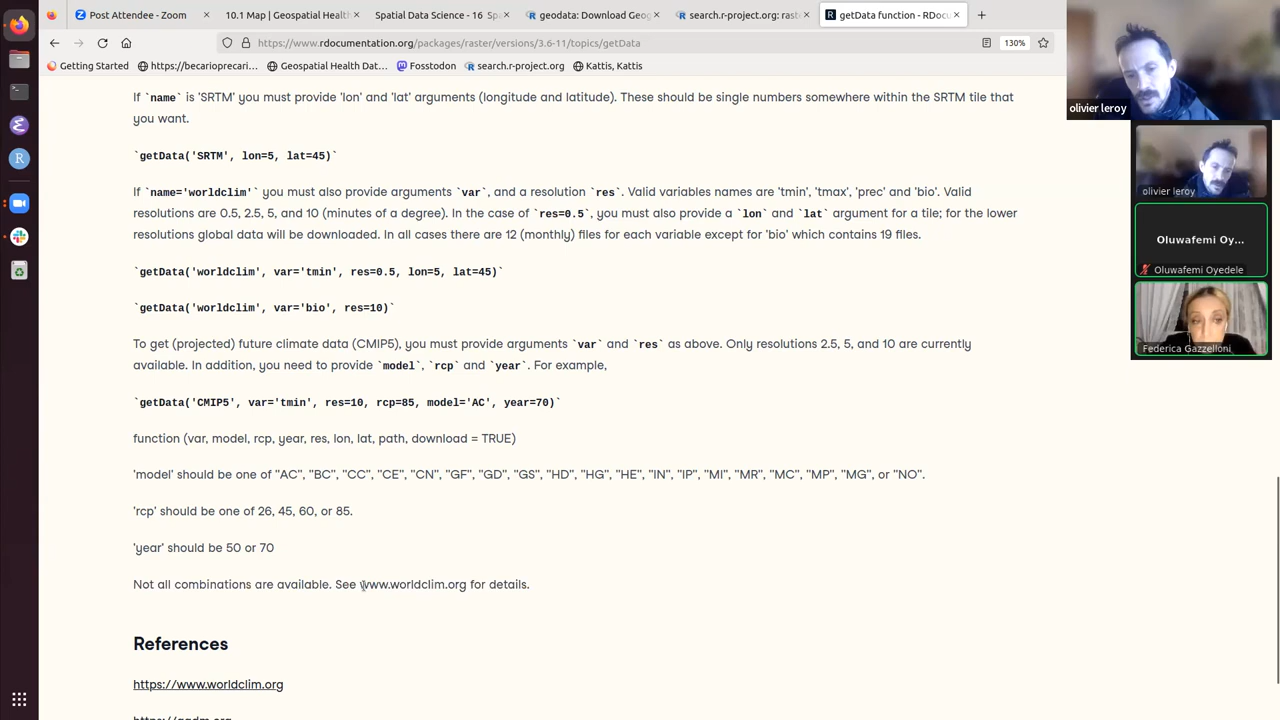 Post Attendee - Zoom
10.1 Map | Geospatial Healt
Spatial Data Science - 16 Sp
geodata: Download Geog
search.r-project.org: rast
getData function - RDocu
https://www.rdocumentation.org/packages/raster/versions/3.6-11/topics/getData
130%
Getting Started
https://becarioprecari…
Geospatial Health Dat…
Fosstodon
search.r-project.org
Kattis, Kattis
If `name` is 'SRTM' you must provide 'lon' and 'lat' arguments (longitude and latitude). These should be single numbers somewhere within the SRTM tile that
you want.
`getData('SRTM', lon=5, lat=45)`
If `name='worldclim'` you must also provide arguments `var`, and a resolution `res`. Valid variables names are 'tmin', 'tmax', 'prec' and 'bio'. Valid
resolutions are 0.5, 2.5, 5, and 10 (minutes of a degree). In the case of `res=0.5`, you must also provide a `lon` and `lat` argument for a tile; for the lower
resolutions global data will be downloaded. In all cases there are 12 (monthly) files for each variable except for 'bio' which contains 19 files.
`getData('worldclim', var='tmin', res=0.5, lon=5, lat=45)`
`getData('worldclim', var='bio', res=10)`
To get (projected) future climate data (CMIP5), you must provide arguments `var` and `res` as above. Only resolutions 2.5, 5, and 10 are currently
available. In addition, you need to provide `model`, `rcp` and `year`. For example,
`getData('CMIP5', var='tmin', res=10, rcp=85, model='AC', year=70)`
function (var, model, rcp, year, res, lon, lat, path, download = TRUE)
'model' should be one of "AC", "BC", "CC", "CE", "CN", "GF", "GD", "GS", "HD", "HG", "HE", "IN", "IP", "MI", "MR", "MC", "MP", "MG", or "NO".
'rcp' should be one of 26, 45, 60, or 85.
'year' should be 50 or 70
Not all combinations are available. See www.worldclim.org for details.
References
https://www.worldclim.org
https://gadm.org
olivier leroy
olivier leroy
Oluwafemi Oy…
Oluwafemi Oyedele
Federica Gazzelloni